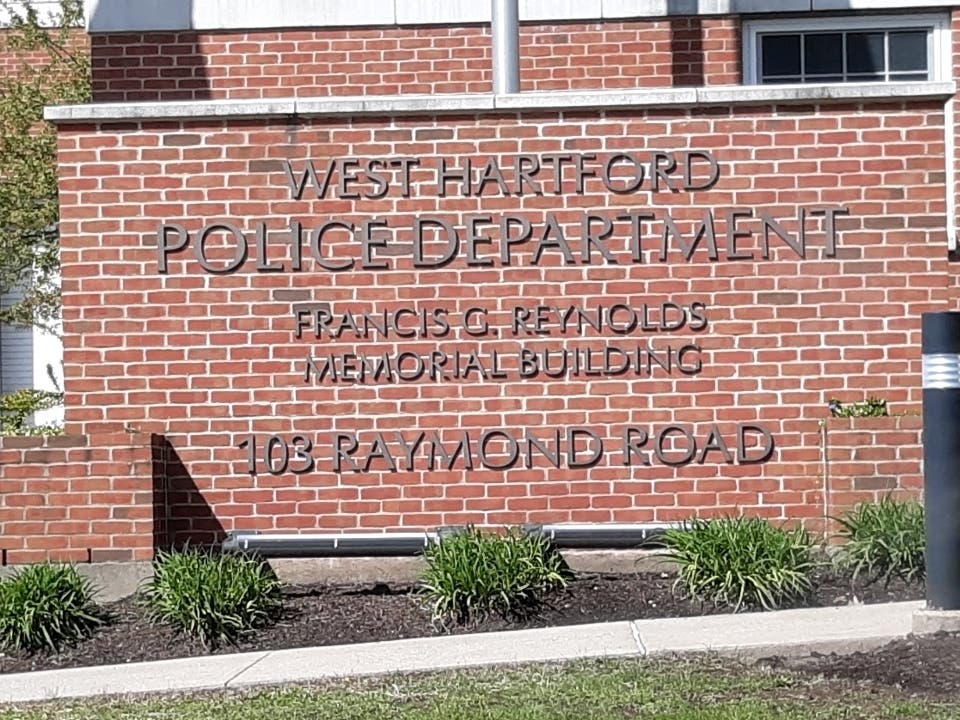 WEST HARTFORD
POLICE DEPARTMENT
FRANCIS G. REYNOLDS
MEMORIAL BUILDING
103 RAYMOND ROAD